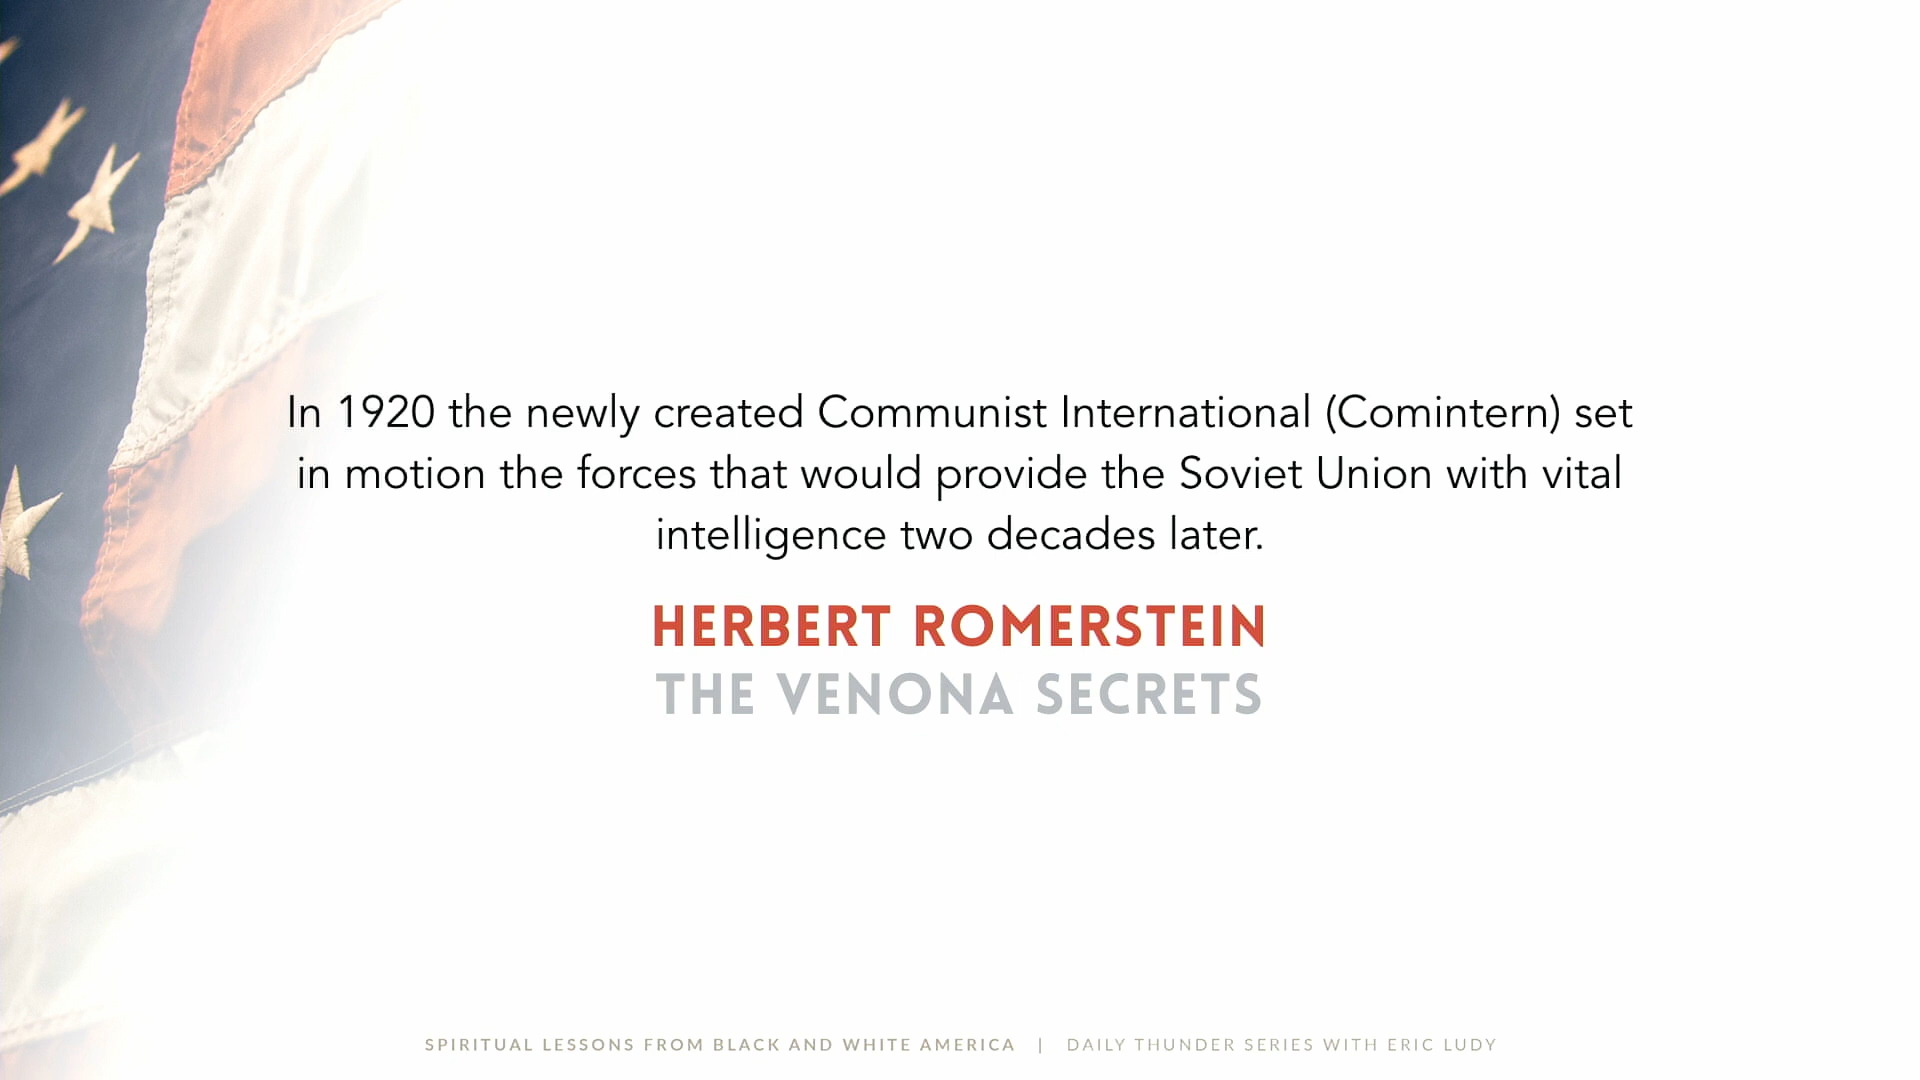 In 1920 the newly created Communist International (Comintern) set
in motion the forces that would provide the Soviet Union with vital
intelligence two decades later.
HERBERT ROMERSTEIN
THE VENONA SECRETS
SPIRITUAL LESSONS FROM BLACK AND WHITE AMERICA | DAILY THUNDER SERIES WITH ERIC LUDY